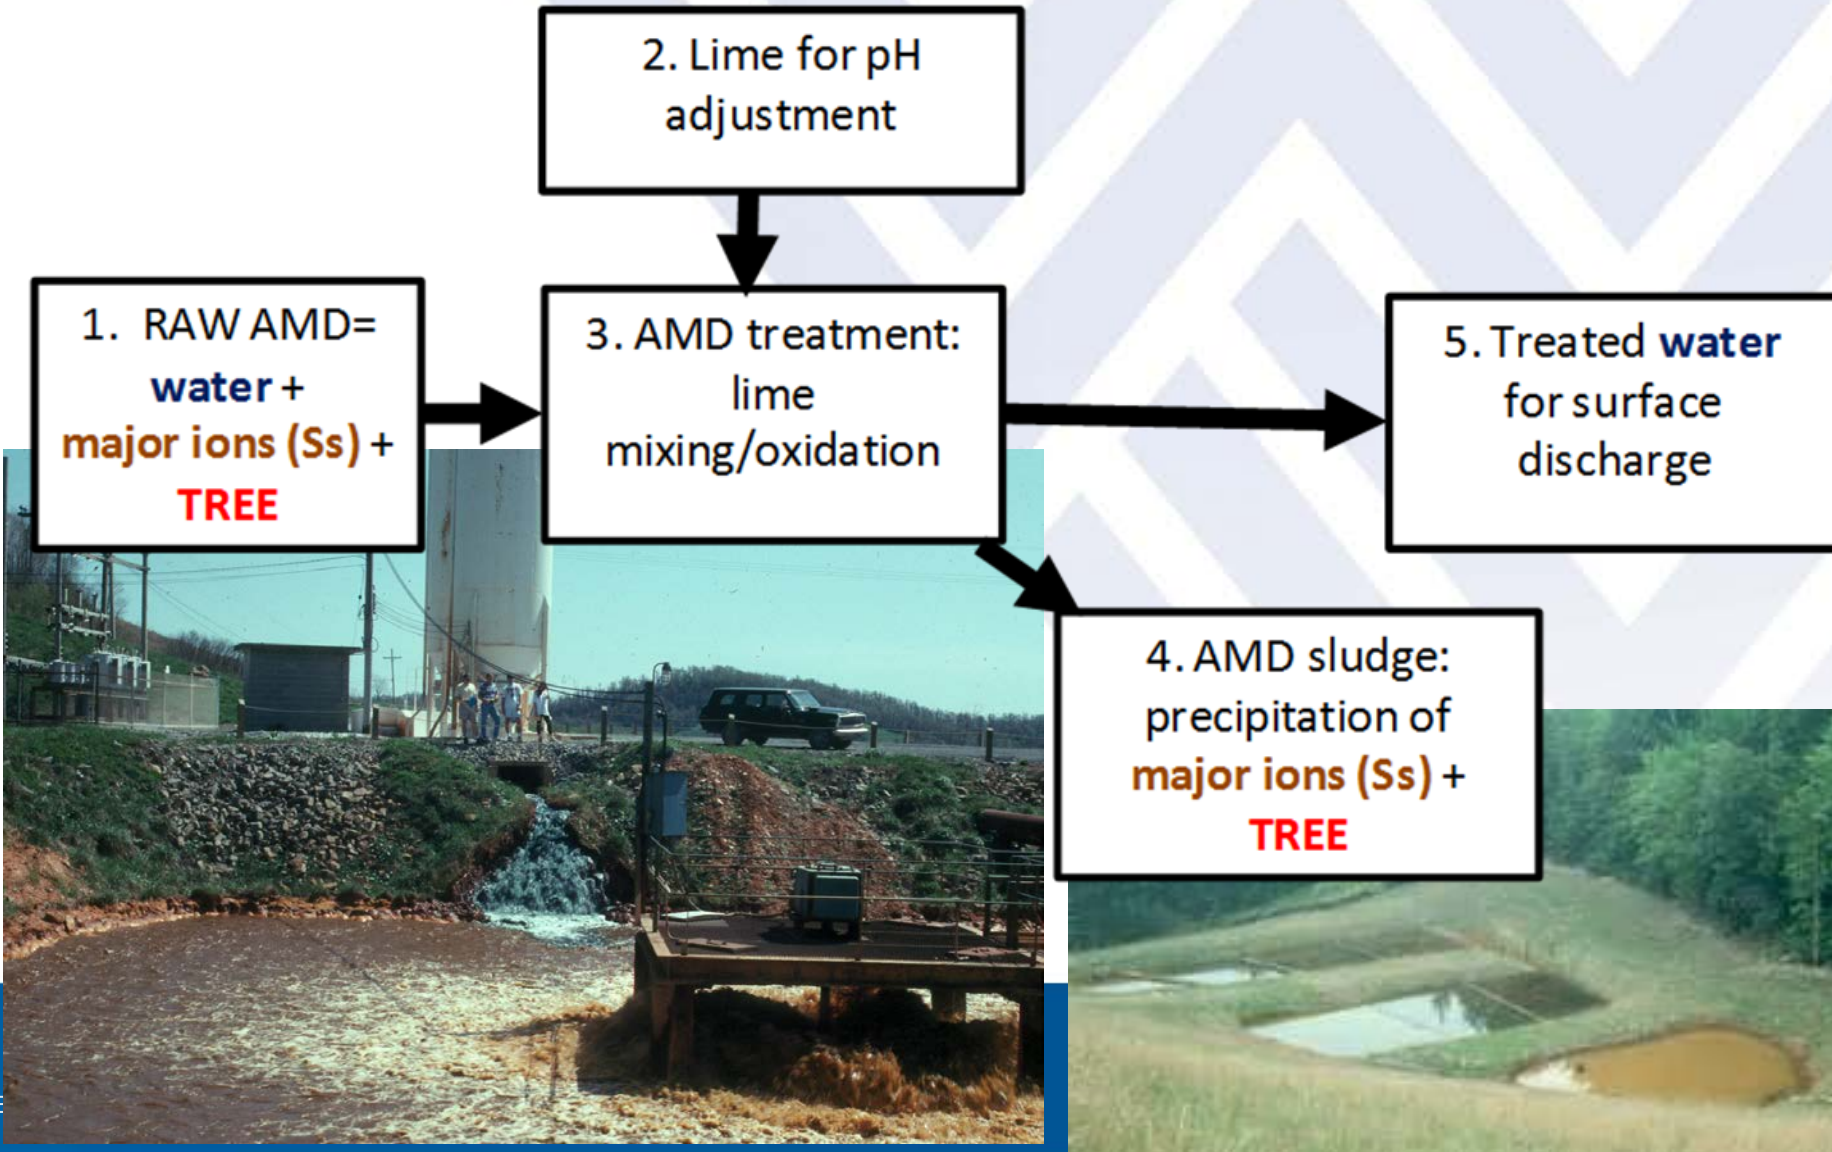 2. Lime for pH
adjustment
1. RAW AMD=
water +
major ions (Ss) +
TREE
3. AMD treatment:
lime
mixing/oxidation
5. Treated water
for surface
discharge
4. AMD sludge:
precipitation of
major ions (Ss) +
TREE